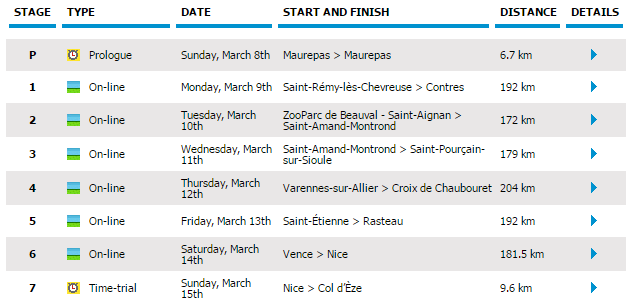 STAGE TYPE DATE START AND FINISH DISTANCE DETAILS
P Prologue Sunday, March 8th Maurepas > Maurepas 6.7 km
1 On-line Monday, March 9th Saint-Rémy-lès-Chevreuse > Contres 192 km
2 On-line Tuesday, March 10th ZooParc de Beauval - Saint-Aignan > Saint-Amand-Montrond 172 km
3 On-line Wednesday, March 11th Saint-Amand-Montrond > Saint-Pourçain-sur-Sioule 179 km
4 On-line Thursday, March 12th Varennes-sur-Allier > Croix de Chaubouret 204 km
5 On-line Friday, March 13th Saint-Étienne > Rasteau 192 km
6 On-line Saturday, March 14th Vence > Nice 181.5 km
7 Time-trial Sunday, March 15th Nice > Col d'Èze 9.6 km